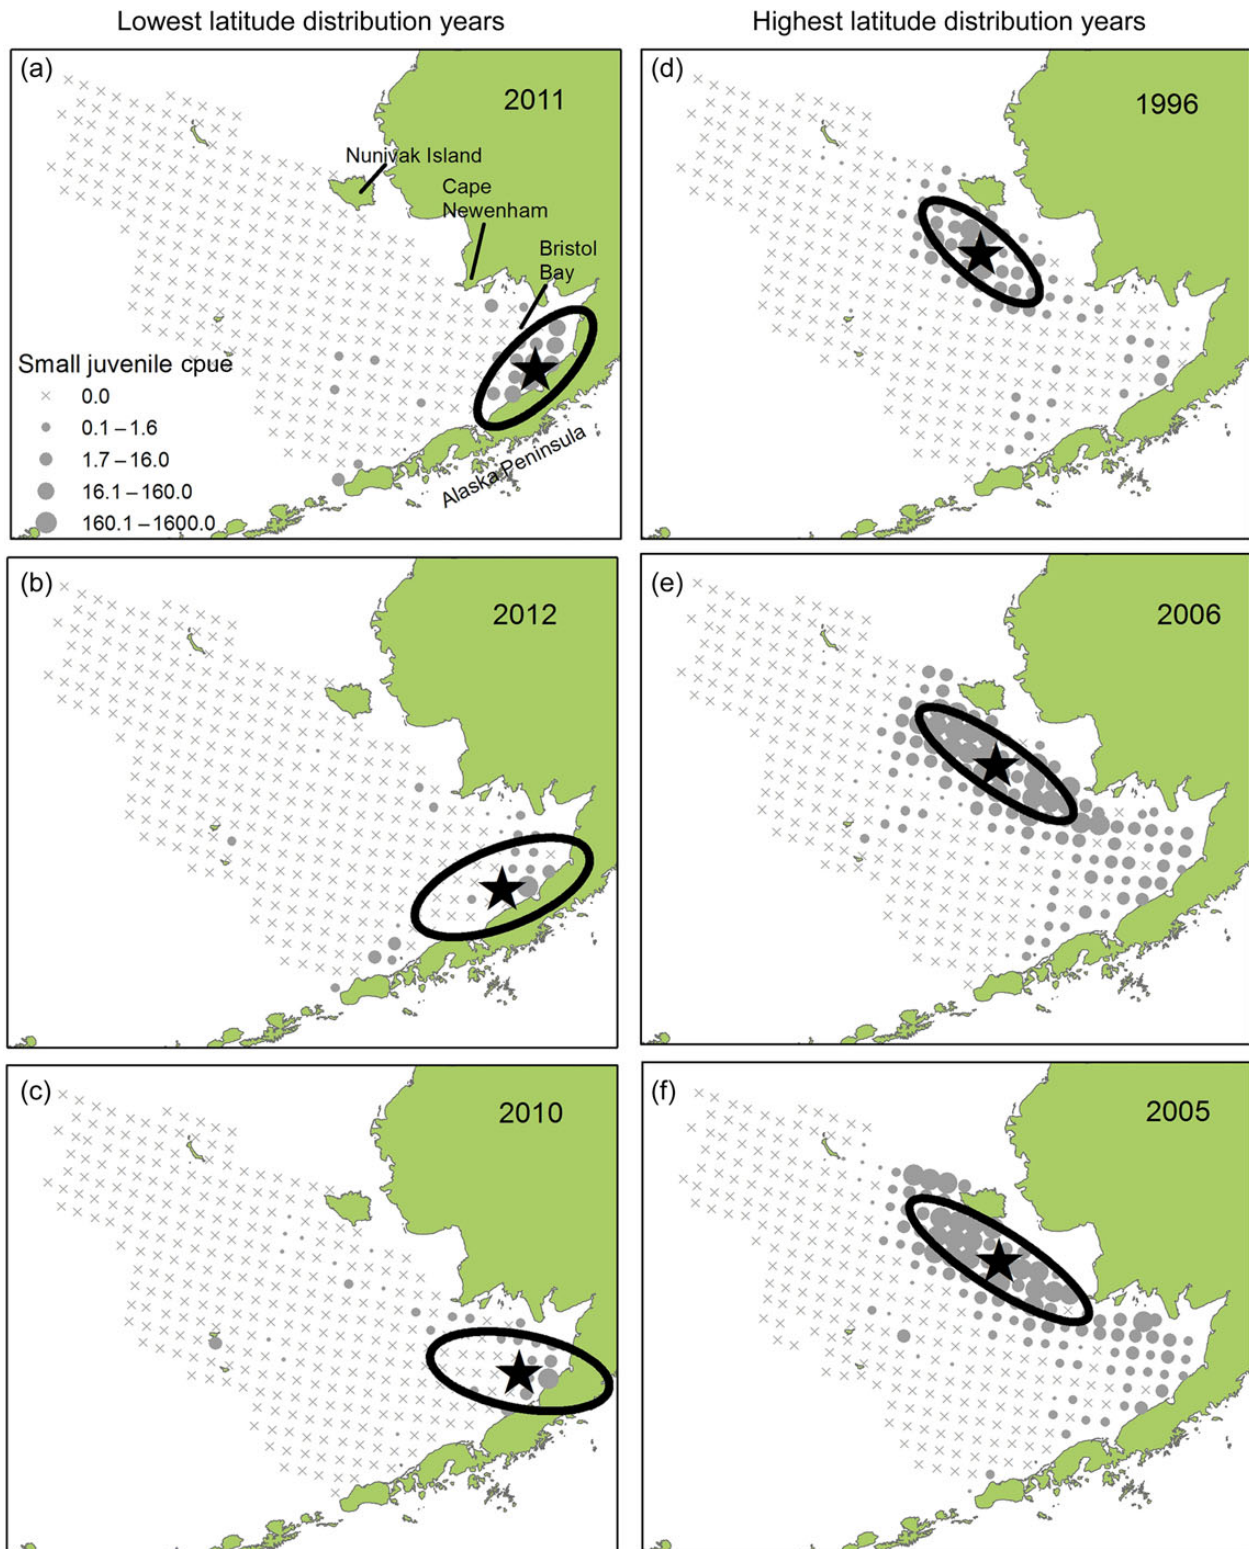 Lowest latitude distribution years
Highest latitude distribution years
(a)
2011
Nunivak Island
Cape
Newenham
Bristol
Bay
Small juvenile cpue
0.0
0.1 – 1.6
1.7 – 16.0
16.1 – 160.0
160.1 – 1600.0
Alaska Peninsula
(d)
1996
(b)
2012
(e)
2006
(c)
2010
(f)
2005